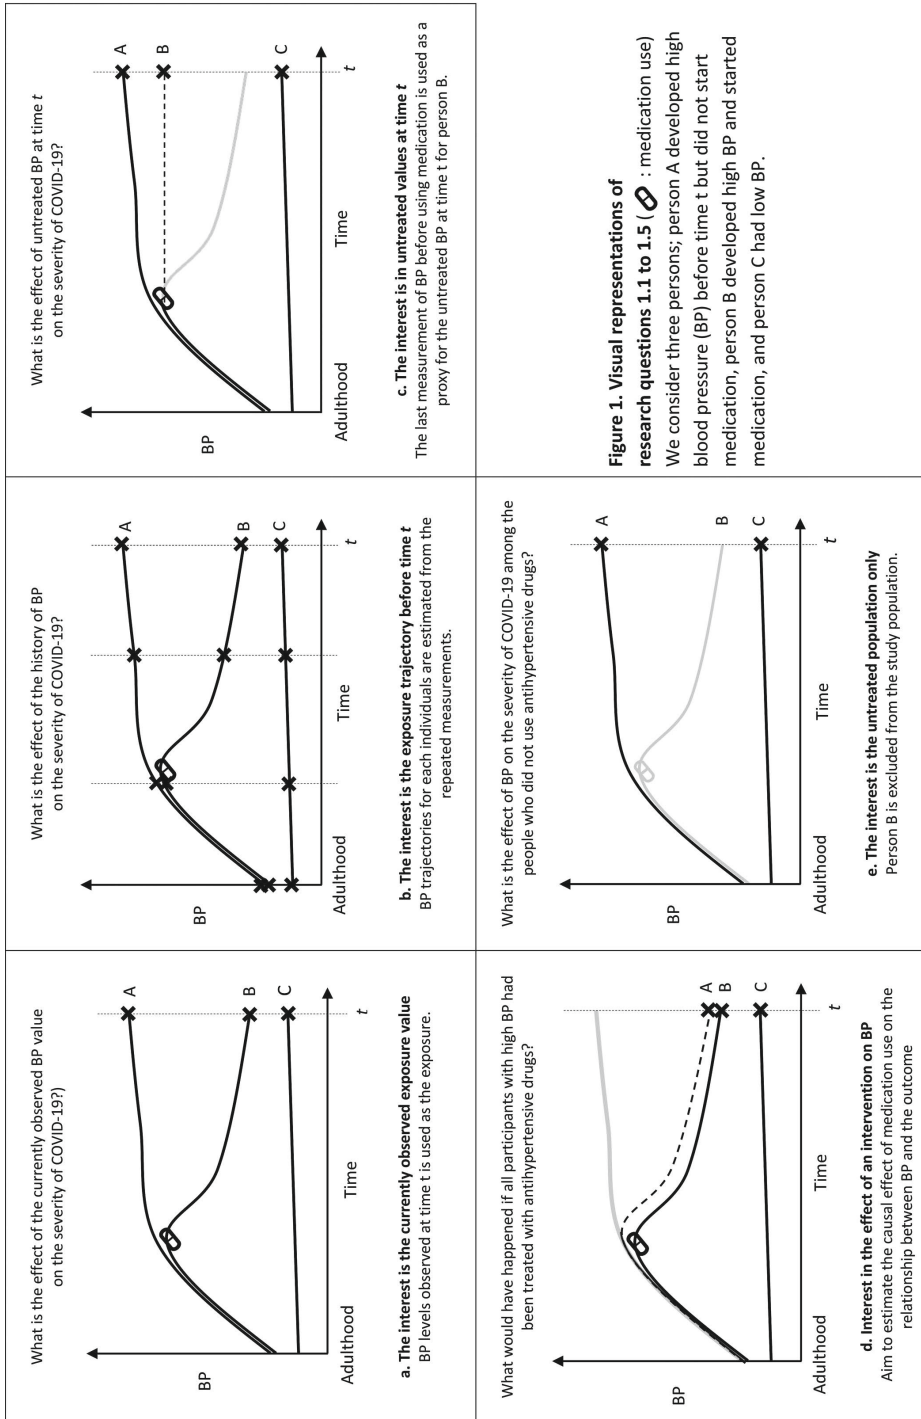 What is the effect of the currently observed BP value
on the severity of COVID-19?)
BP
A
B
C
t
Adulthood
Time
a. The interest is the currently observed exposure value
BP levels observed at time t is used as the exposure.
What is the effect of the history of BP
on the severity of COVID-19?
BP
A
B
C
t
Adulthood
Time
b. The interest is the exposure trajectory before time t
BP trajectories for each individuals are estimated from the
repeated measurements.
What is the effect of untreated BP at time t
on the severity of COVID-19?
BP
A
B
C
t
Adulthood
Time
c. The interest is in untreated values at time t
The last measurement of BP before using medication is used as a
proxy for the untreated BP at time t for person B.
What would have happened if all participants with high BP had
been treated with antihypertensive drugs?
BP
A
B
C
t
Adulthood
Time
d. Interest in the effect of an intervention on BP
Aim to estimate the causal effect of medication use on the
relationship between BP and the outcome
What is the effect of BP on the severity of COVID-19 among the
people who did not use antihypertensive drugs?
BP
A
B
C
t
Adulthood
Time
e. The interest is the untreated population only
Person B is excluded from the study population.
Figure 1. Visual representations of
research questions 1.1 to 1.5 ( : medication use)
We consider three persons; person A developed high
blood pressure (BP) before time t but did not start
medication, person B developed high BP and started
medication, and person C had low BP.